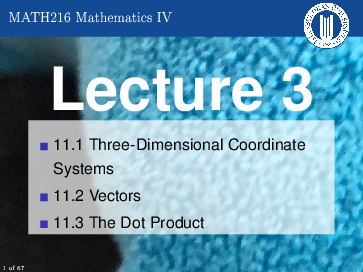 MATH216 Mathematics IV
Lecture 3
11.1 Three-Dimensional Coordinate
Systems
11.2 Vectors
11.3 The Dot Product
1 of 67